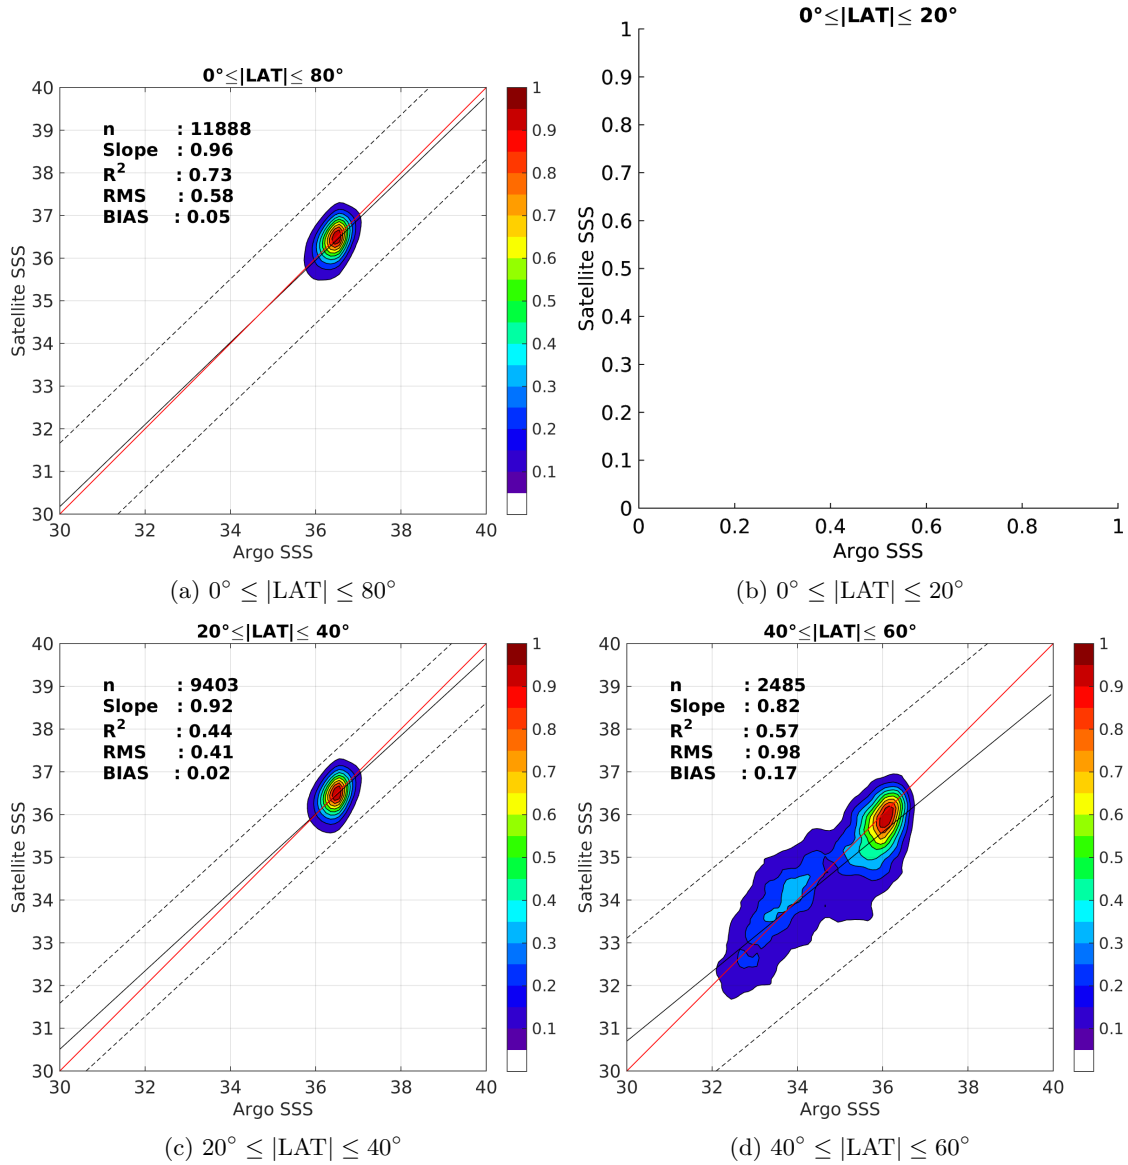 0°≤|LAT|≤ 80°
40
39
38
37
36
35
34
33
32
31
30
Satellite SSS
n : 11888
Slope : 0.96
R² : 0.73
RMS : 0.58
BIAS : 0.05
30 32 34 36 38 40
Argo SSS
1
0.9
0.8
0.7
0.6
0.5
0.4
0.3
0.2
0.1
(a) 0° ≤ |LAT| ≤ 80°
0°≤|LAT|≤ 20°
1
0.9
0.8
0.7
0.6
0.5
0.4
0.3
0.2
0.1
0
Satellite SSS
0 0.2 0.4 0.6 0.8 1
Argo SSS
(b) 0° ≤ |LAT| ≤ 20°
20°≤|LAT|≤ 40°
40
39
38
37
36
35
34
33
32
31
30
Satellite SSS
n : 9403
Slope : 0.92
R² : 0.44
RMS : 0.41
BIAS : 0.02
30 32 34 36 38 40
Argo SSS
1
0.9
0.8
0.7
0.6
0.5
0.4
0.3
0.2
0.1
(c) 20° ≤ |LAT| ≤ 40°
40°≤|LAT|≤ 60°
40
39
38
37
36
35
34
33
32
31
30
Satellite SSS
n : 2485
Slope : 0.82
R² : 0.57
RMS : 0.98
BIAS : 0.17
30 32 34 36 38 40
Argo SSS
1
0.9
0.8
0.7
0.6
0.5
0.4
0.3
0.2
0.1
(d) 40° ≤ |LAT| ≤ 60°